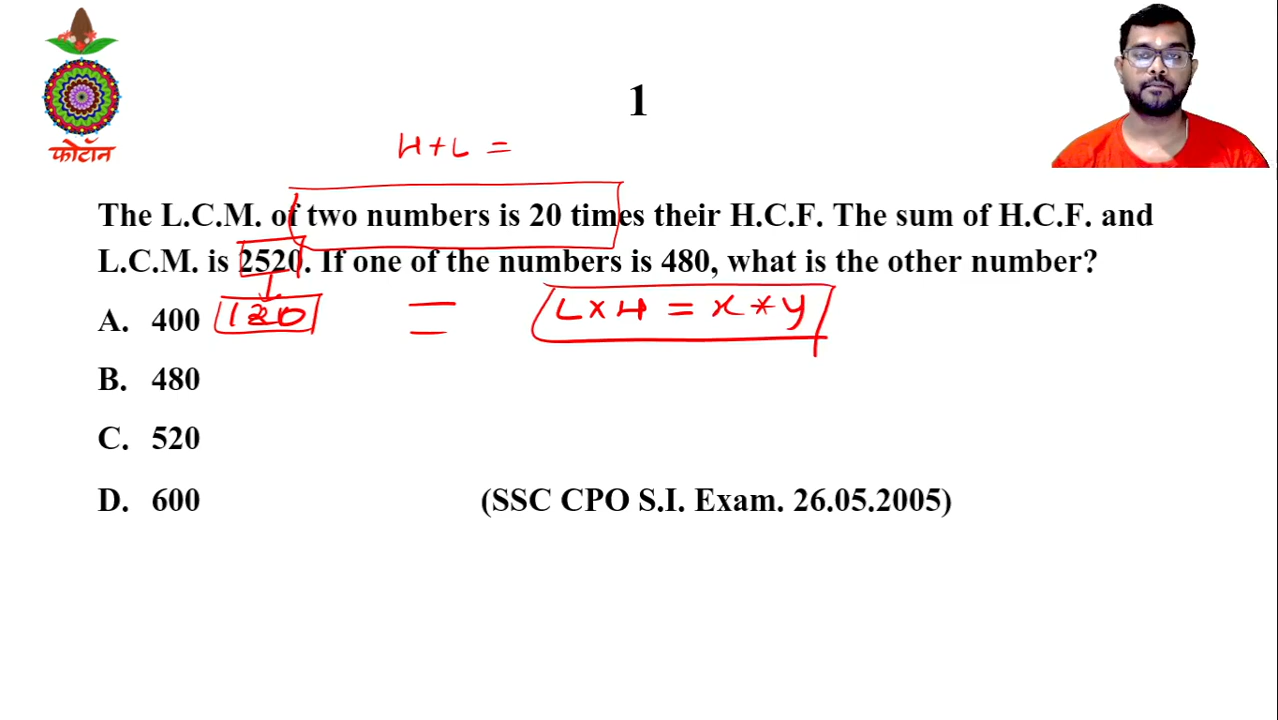 फोटॉन
1
H+L =
The L.C.M. of two numbers is 20 times their H.C.F. The sum of H.C.F. and
L.C.M. is 2520. If one of the numbers is 480, what is the other number?
A. 400 120 = L×H = x*y
B. 480
C. 520
D. 600 (SSC CPO S.I. Exam. 26.05.2005)